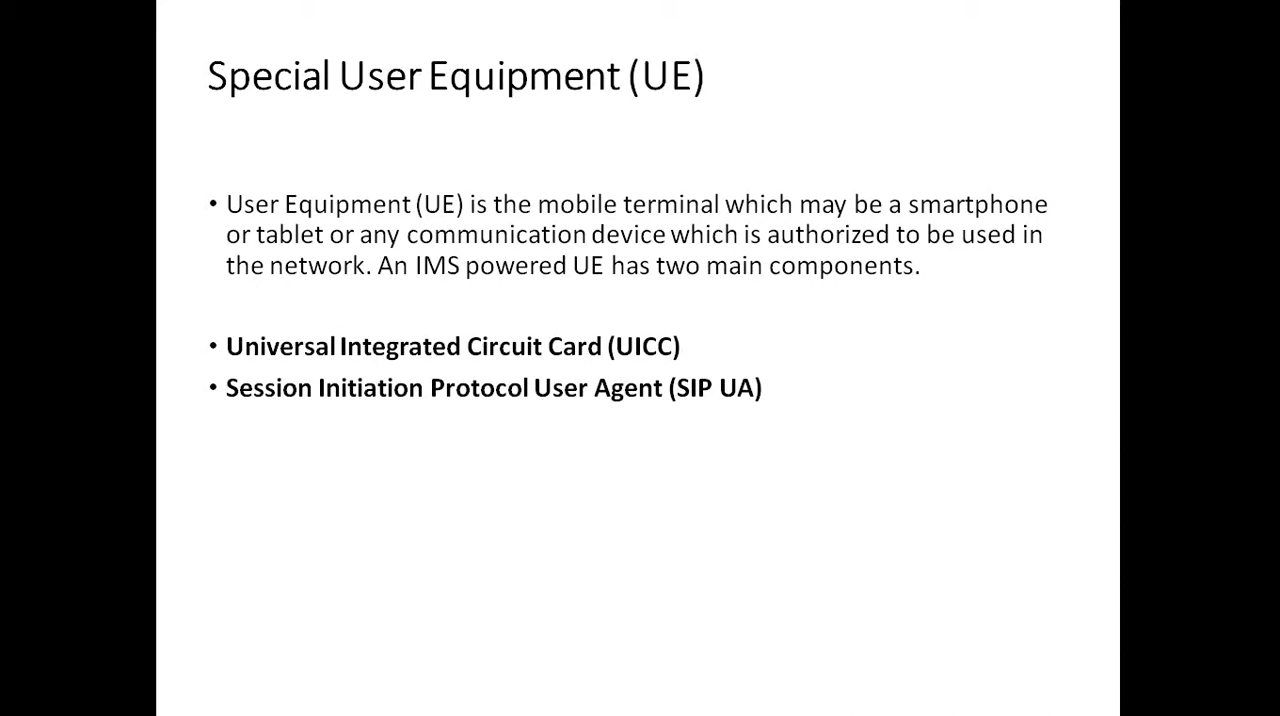 Special User Equipment (UE)
• User Equipment (UE) is the mobile terminal which may be a smartphone
or tablet or any communication device which is authorized to be used in
the network. An IMS powered UE has two main components.
• Universal Integrated Circuit Card (UICC)
• Session Initiation Protocol User Agent (SIP UA)